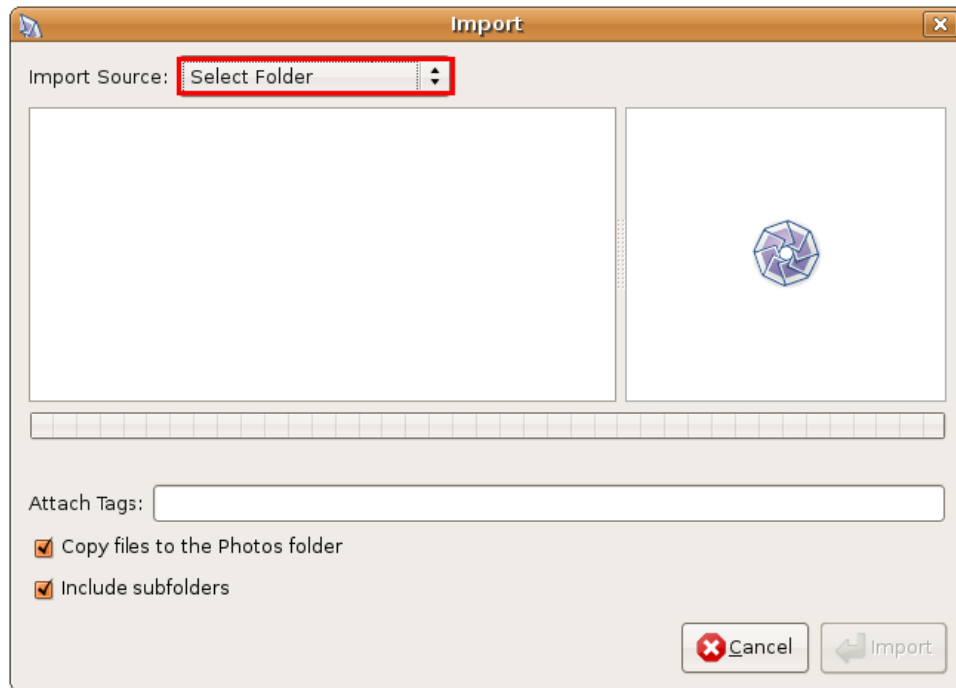 Import
Import Source: Select Folder
Attach Tags:
Copy files to the Photos folder
Include subfolders
Cancel Import